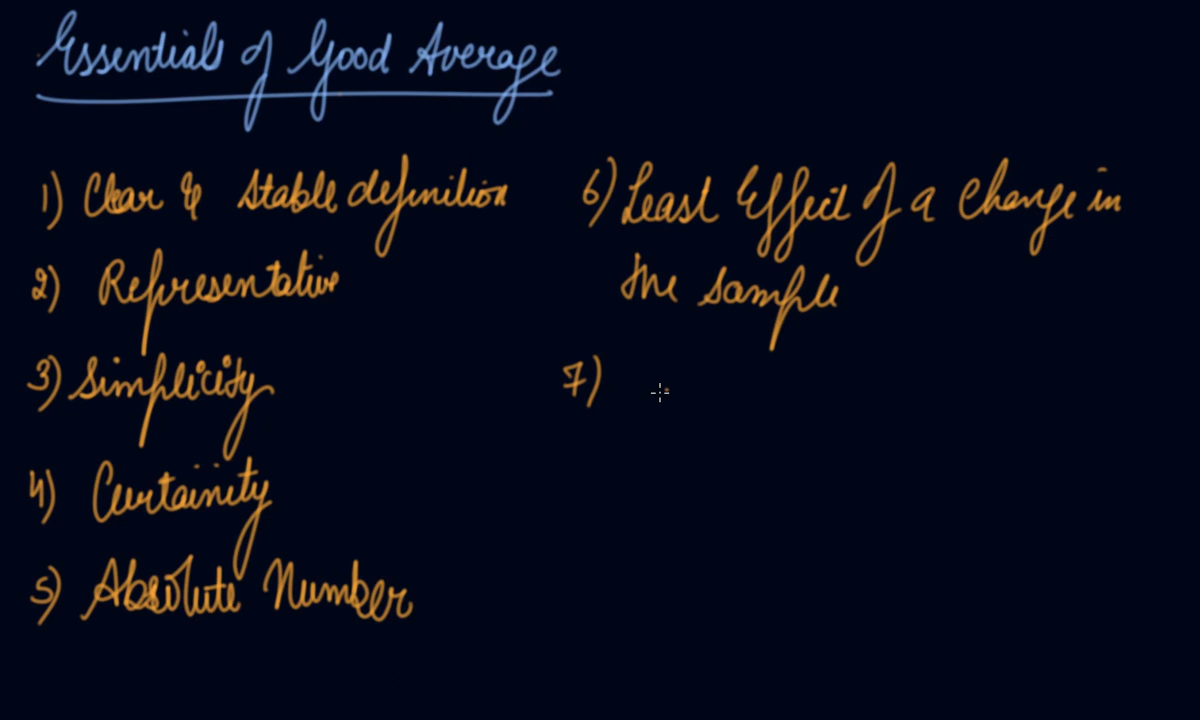 Essentials of Good Average
1) Clear & Stable definition
2) Representative
3) Simplicity
4) Certainity
5) Absolute Number
6) Least Effect of a change in
the sample
7)